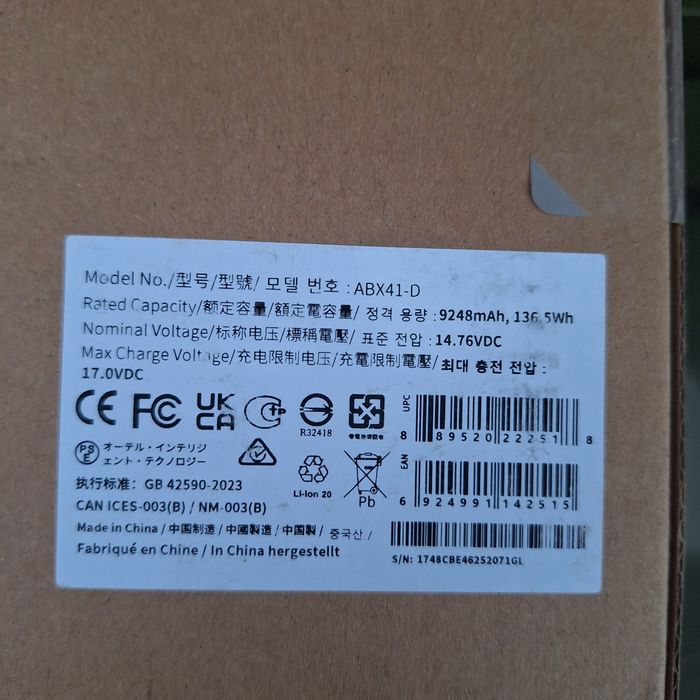 Model No./型号/型號/ 모델 번호 : ABX41-D
Rated Capacity/额定容量/額定電容量/ 정격 용량 : 9248mAh, 136.5Wh
Nominal Voltage/标称电压/標稱電壓/ 표준 전압 : 14.76VDC
Max Charge Voltage/充电限制电压/充電限制電壓/ 최대 충전 전압 :
17.0VDC
CE FC UK CA
R32418
UPC
8 89520 22251 8
PSE
オーテル・インテリジ
ェント・テクノロジー
Li-Ion 20
Pb
EAN
6 924991 142515
执行标准: GB 42590-2023
CAN ICES-003(B) / NM-003(B)
Made in China / 中国制造 / 中國製造 / 中国製 / 중국산 /
Fabriqué en Chine / In China hergestellt
S/N: 1748CBE46252071GL